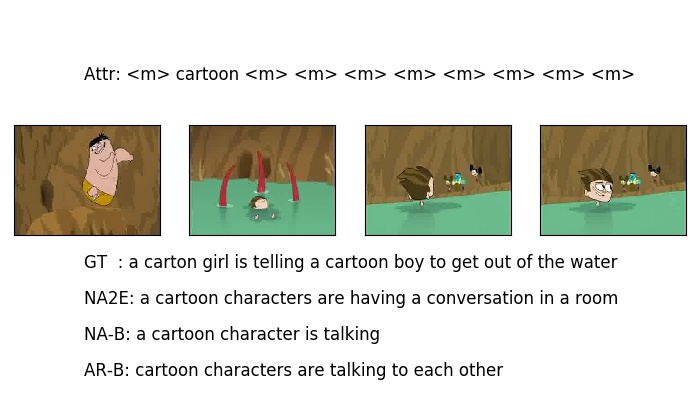 Attr: <m> cartoon <m> <m> <m> <m> <m> <m> <m> <m>
GT : a carton girl is telling a cartoon boy to get out of the water
NA2E: a cartoon characters are having a conversation in a room
NA-B: a cartoon character is talking
AR-B: cartoon characters are talking to each other